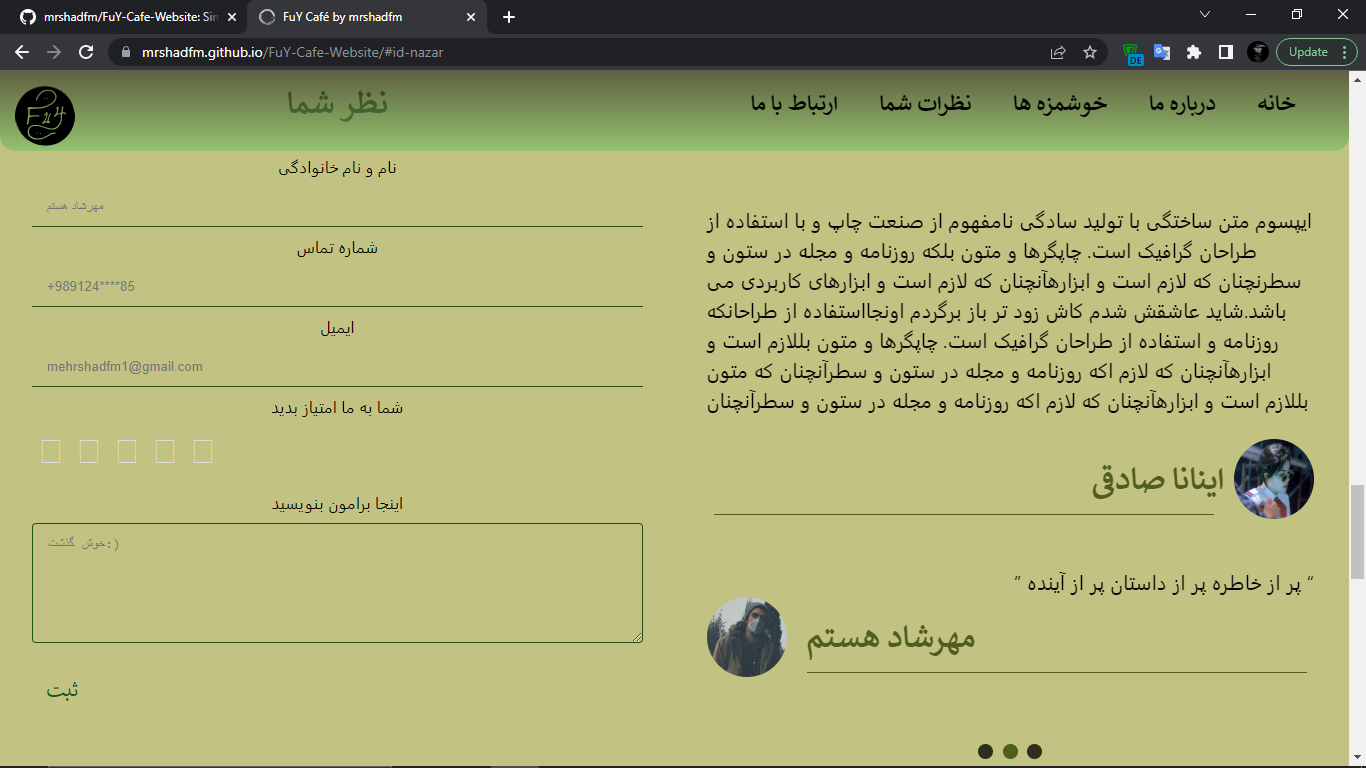 mrshadfm/FuY-Cafe-Website: Sim
FuY Café by mrshadfm
mrshadfm.github.io/FuY-Cafe-Website/#id-nazar
DE
Update
FuY
خانه
درباره ما
خوشمزه ها
نظرات شما
ارتباط با ما
نظر شما
نام و نام خانوادگی
مهرشاد هستم
شماره تماس
+989124****85
ایمیل
mehrshadfm1@gmail.com
شما به ما امتیاز بدید
اینجا برامون بنویسید
خوش گذشت:)
ثبت
ایپسوم متن ساختگی با تولید سادگی نامفهوم از صنعت چاپ و با استفاده از
طراحان گرافیک است. چاپگرها و متون بلکه روزنامه و مجله در ستون و
سطرنچنان که لازم است و ابزارهآنچنان که لازم است و ابزارهای کاربردی می
باشد.شاید عاشقش شدم کاش زود تر باز برگردم اونجااستفاده از طراحانکه
روزنامه و استفاده از طراحان گرافیک است. چاپگرها و متون بللازم است و
ابزارهآنچنان که لازم اکه روزنامه و مجله در ستون و سطرآنچنان که متون
بللازم است و ابزارهآنچنان که لازم اکه روزنامه و مجله در ستون و سطرآنچنان
اینانا صادقی
“ پر از خاطره پر از داستان پر از آینده ”
مهرشاد هستم